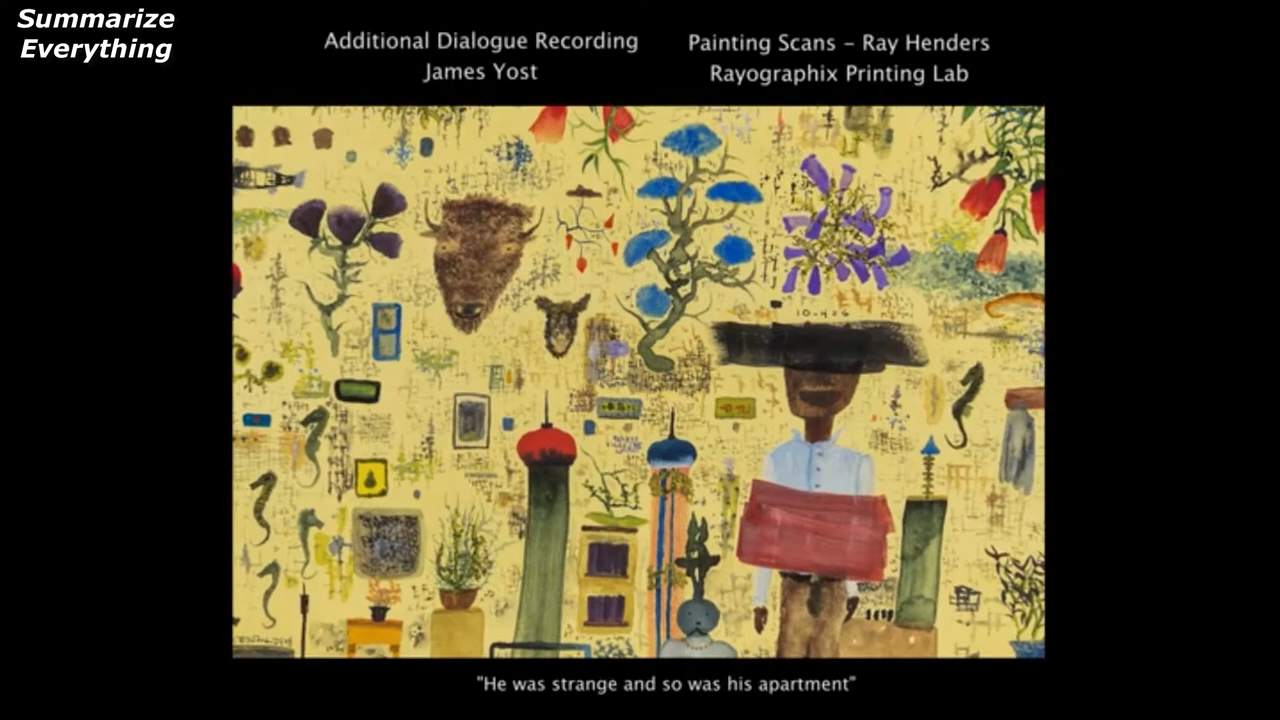 Summarize
Everything
Additional Dialogue Recording
James Yost
Painting Scans – Ray Henders
Rayographix Printing Lab
"He was strange and so was his apartment"